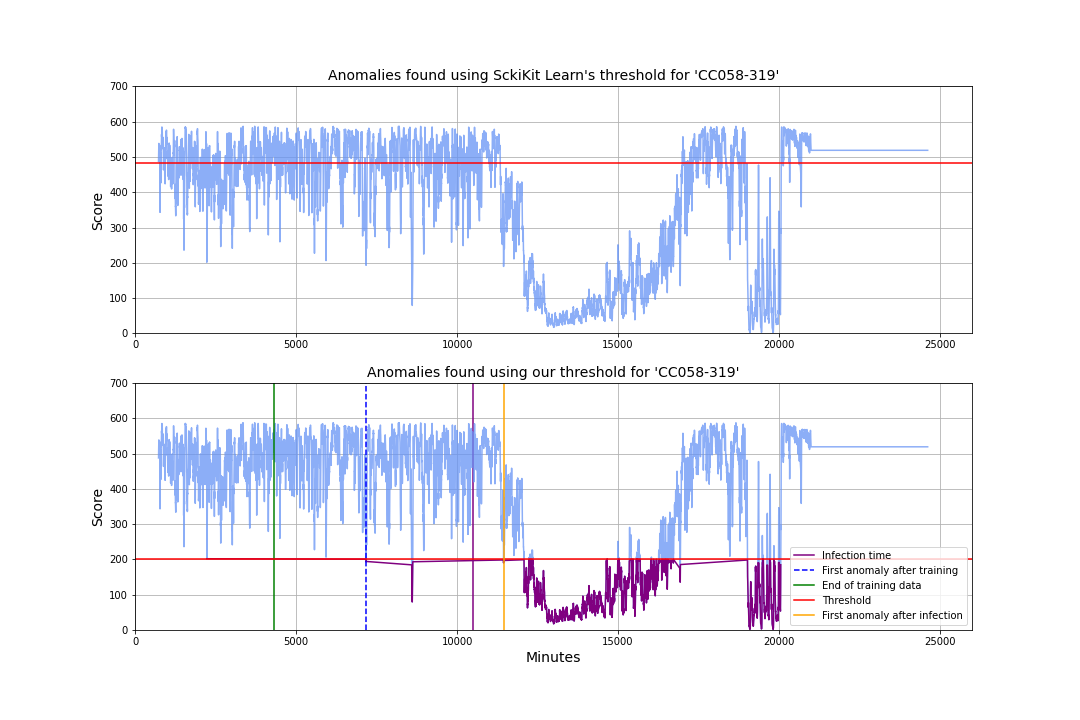 Anomalies found using SckiKit Learn's threshold for 'CC058-319'
700
600
500
400
300
200
100
0
Score
0 5000 10000 15000 20000 25000
Anomalies found using our threshold for 'CC058-319'
700
600
500
400
300
200
100
0
Score
Infection time
First anomaly after training
End of training data
Threshold
First anomaly after infection
0 5000 10000 15000 20000 25000
Minutes